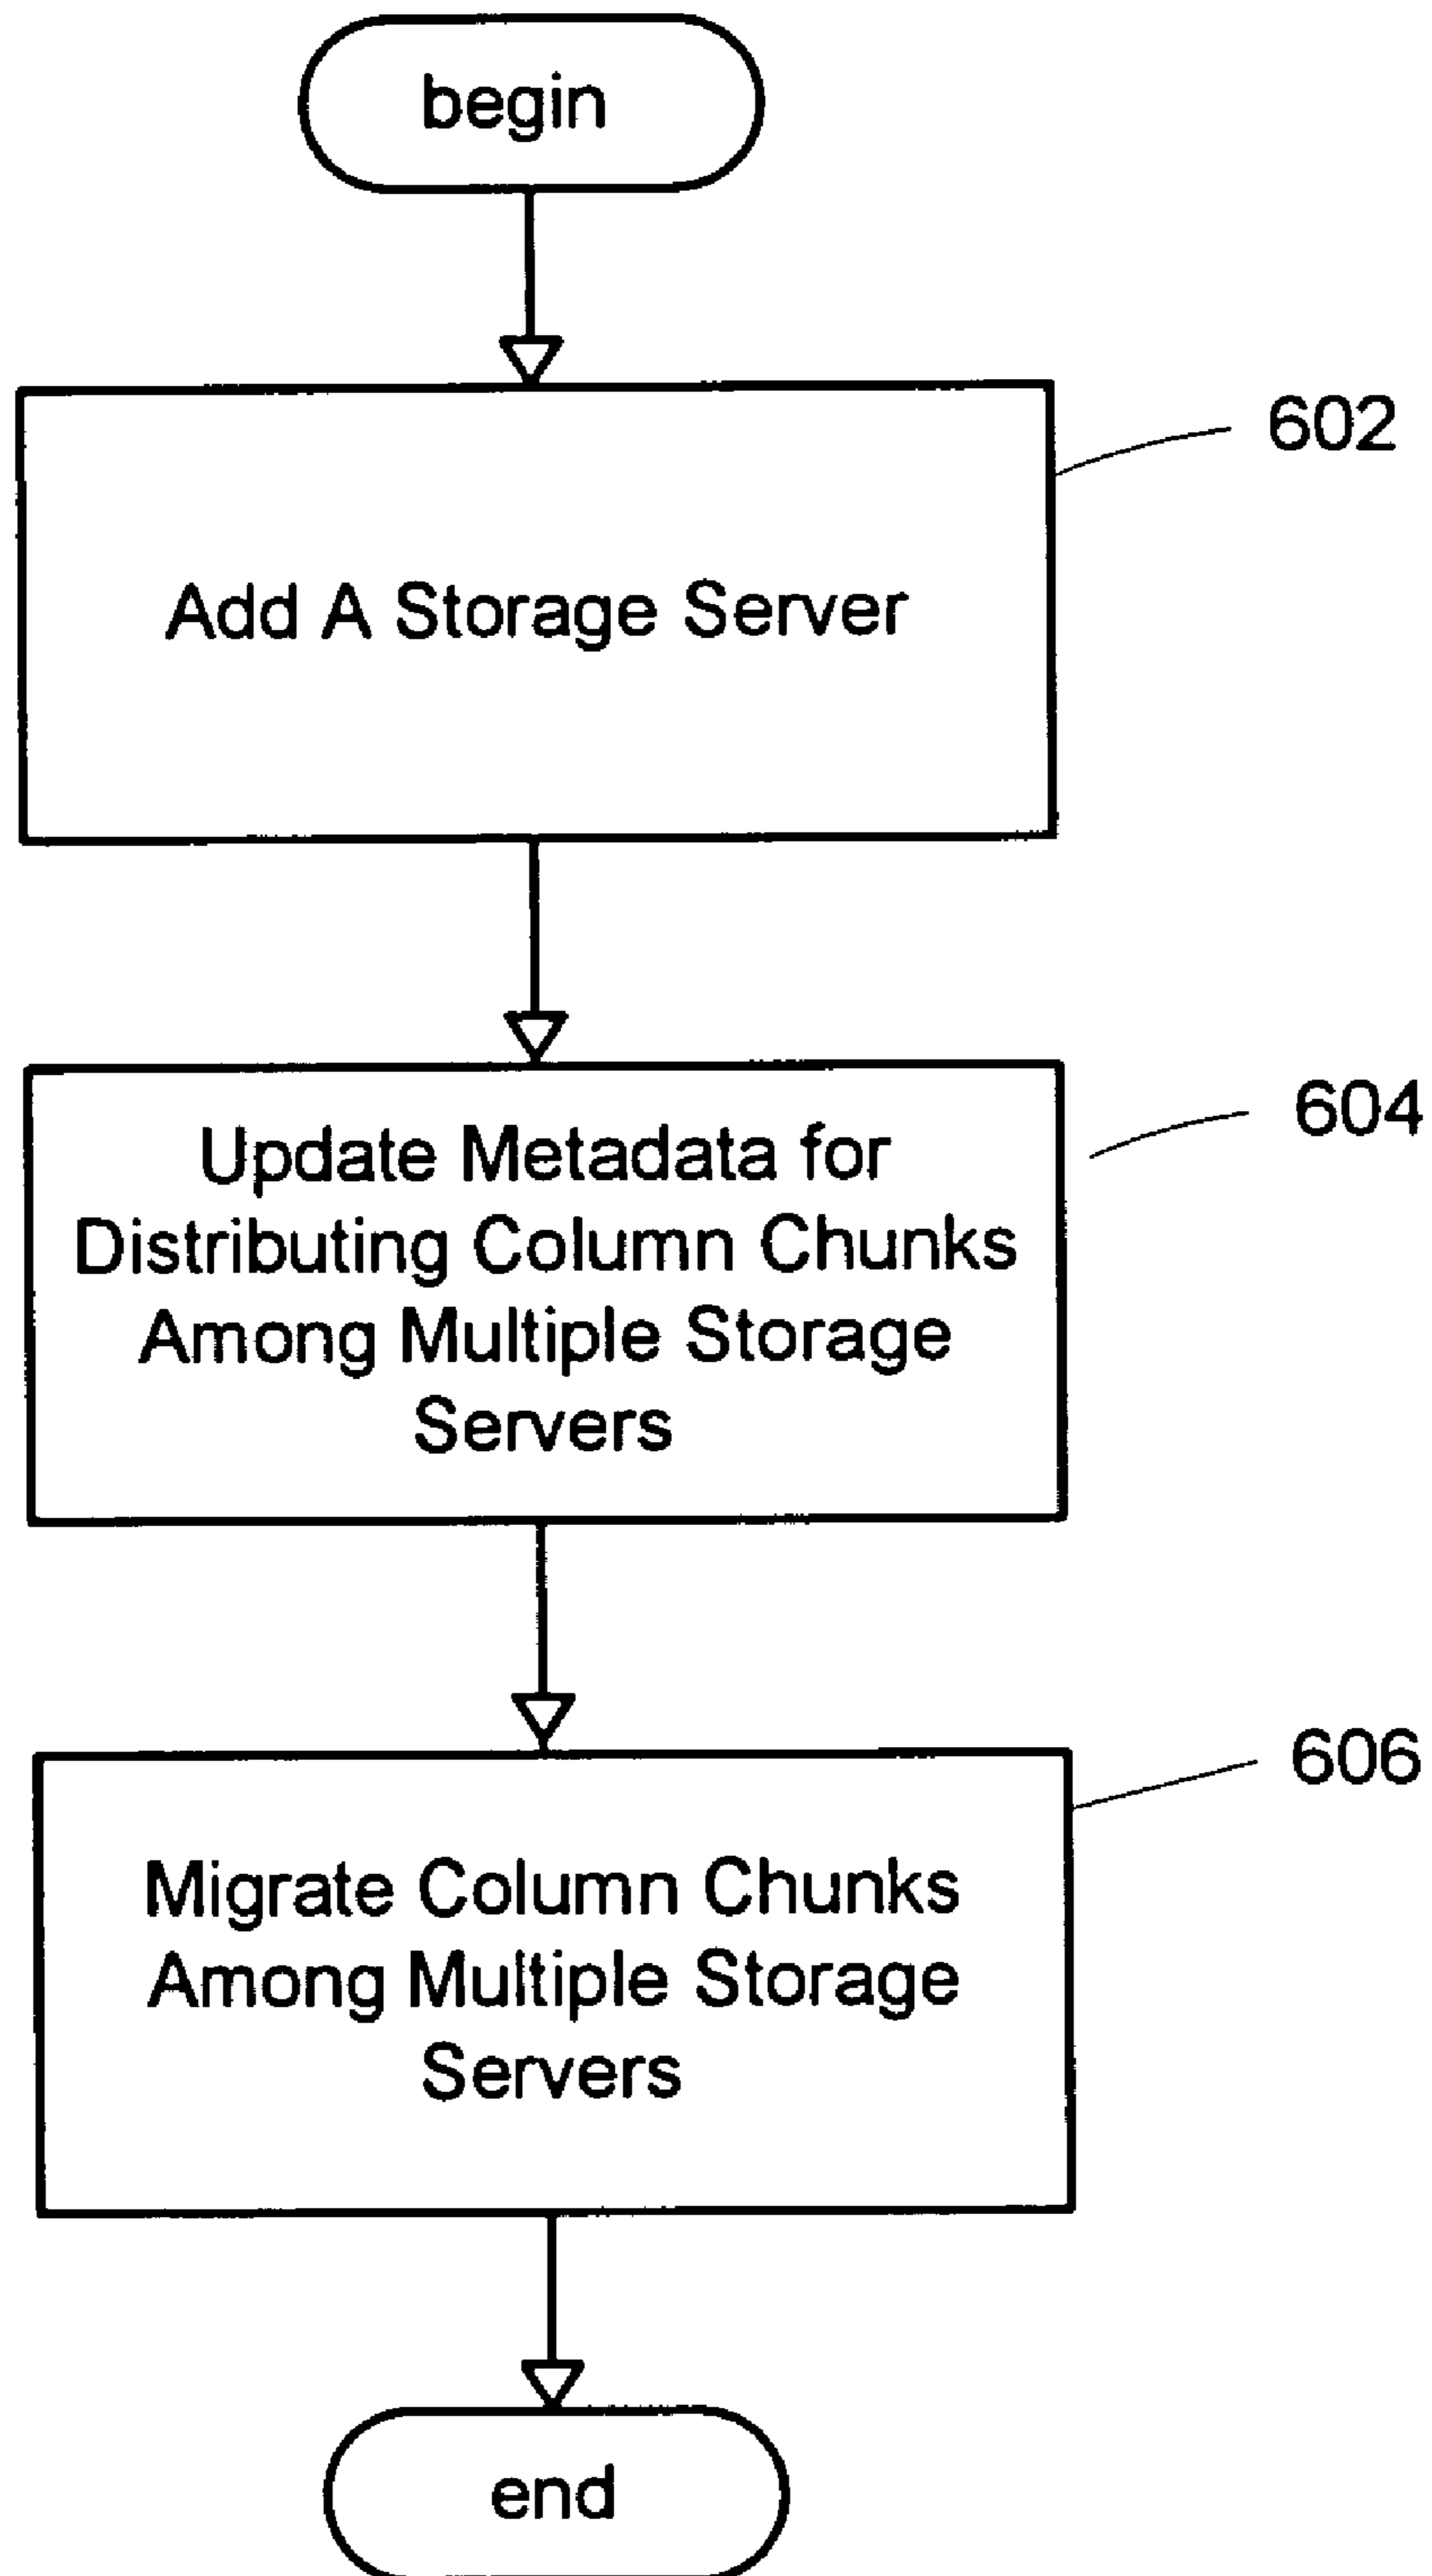 begin
602
Add A Storage Server
604
Update Metadata for
Distributing Column Chunks
Among Multiple Storage
Servers
606
Migrate Column Chunks
Among Multiple Storage
Servers
end